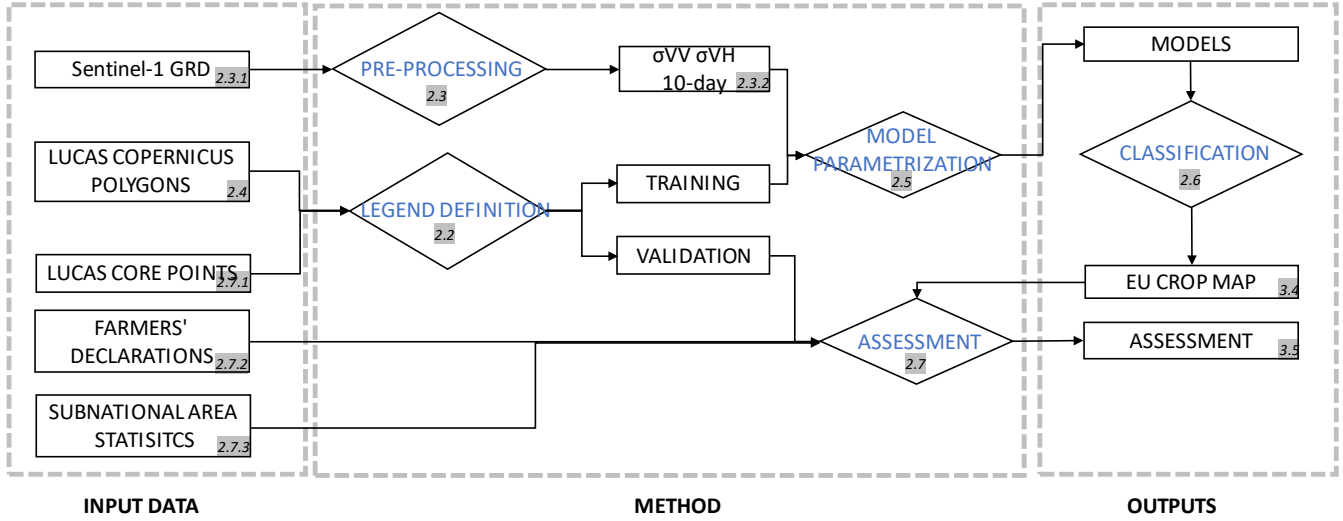 Sentinel-1 GRD
2.3.1
PRE-PROCESSING
2.3
σVV σVH
10-day
2.3.2
MODELS
LUCAS COPERNICUS
POLYGONS
2.4
LEGEND DEFINITION
2.2
TRAINING
VALIDATION
MODEL
PARAMETRIZATION
2.5
CLASSIFICATION
2.6
LUCAS CORE POINTS
2.7.1
EU CROP MAP
3.4
FARMERS'
DECLARATIONS
2.7.2
ASSESSMENT
2.7
ASSESSMENT
3.5
SUBNATIONAL AREA
STATISITCS
2.7.3
INPUT DATA
METHOD
OUTPUTS